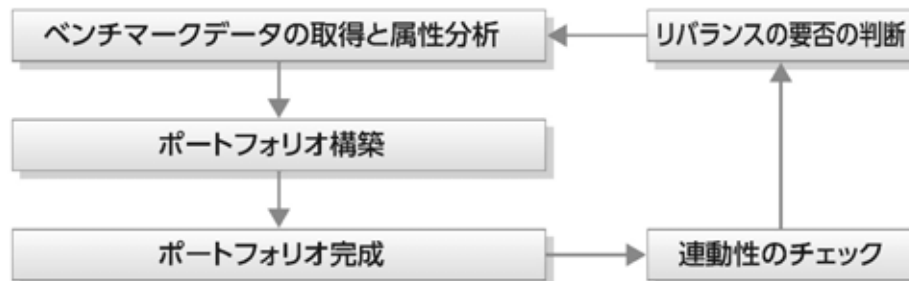 ベンチマークデータの取得と属性分析
リバランスの要否の判断
ポートフォリオ構築
ポートフォリオ完成
連動性のチェック